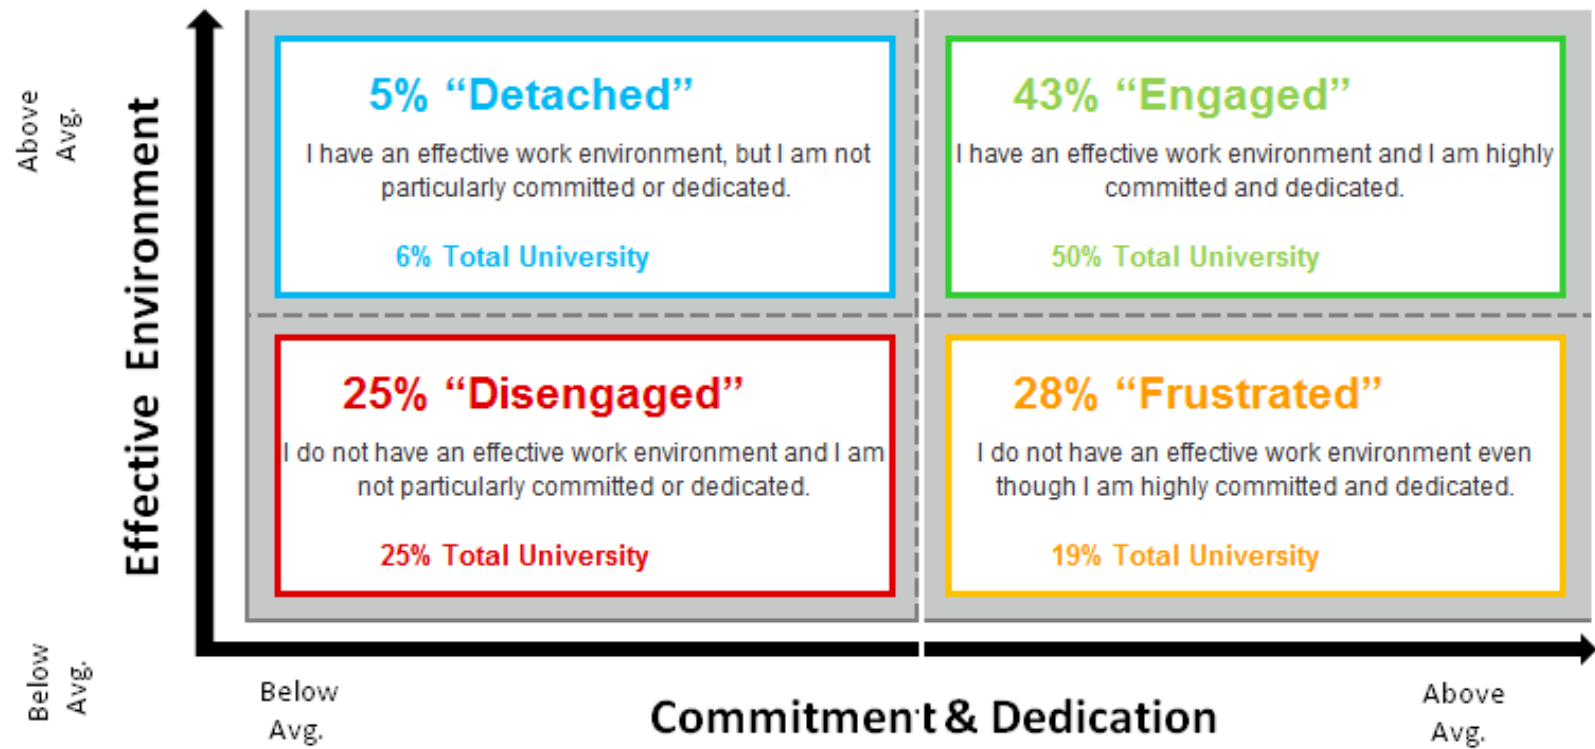 Above
Avg.
Effective Environment
Below
Avg.
5% “Detached”
I have an effective work environment, but I am not
particularly committed or dedicated.
6% Total University
43% “Engaged”
I have an effective work environment and I am highly
committed and dedicated.
50% Total University
25% “Disengaged”
I do not have an effective work environment and I am
not particularly committed or dedicated.
25% Total University
28% “Frustrated”
I do not have an effective work environment even
though I am highly committed and dedicated.
19% Total University
Below
Avg.
Commitment & Dedication
Above
Avg.